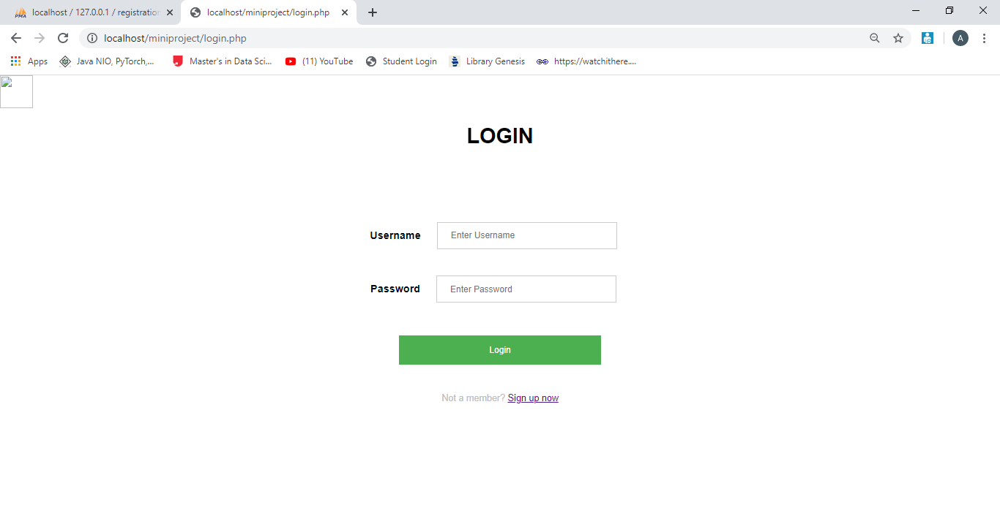 PMA localhost / 127.0.0.1 / registration localhost/miniproject/login.php
localhost/miniproject/login.php A
Apps Java NIO, PyTorch,... Master's in Data Sci... (11) YouTube Student Login Library Genesis https://watchithere....
LOGIN
Username Enter Username
Password Enter Password
Login
Not a member? Sign up now